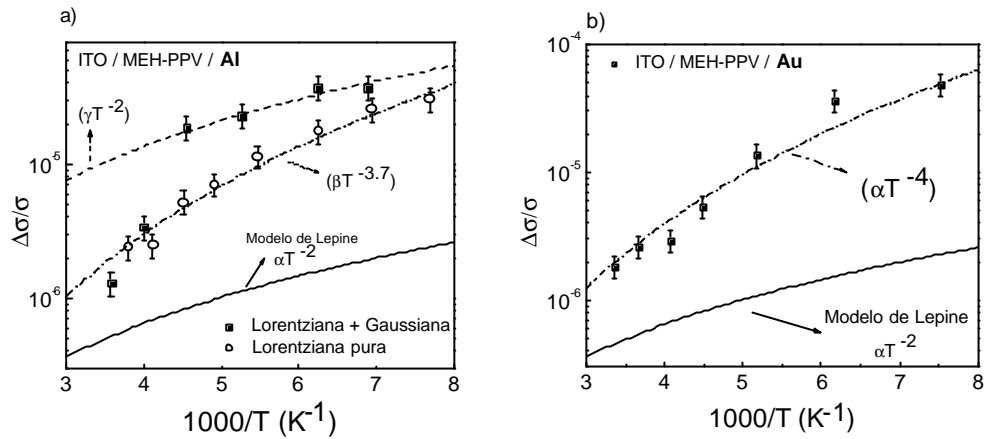 a)
ITO / MEH-PPV / Al
(γT⁻²)
(βT⁻³·⁷)
Modelo de Lepine
αT⁻²
Lorentziana + Gaussiana
Lorentziana pura
Δσ/σ
10⁻⁵
10⁻⁶
3 4 5 6 7 8
1000/T (K⁻¹)
b)
ITO / MEH-PPV / Au
(αT⁻⁴)
Modelo de Lepine
αT⁻²
Δσ/σ
10⁻⁴
10⁻⁵
10⁻⁶
3 4 5 6 7 8
1000/T (K⁻¹)